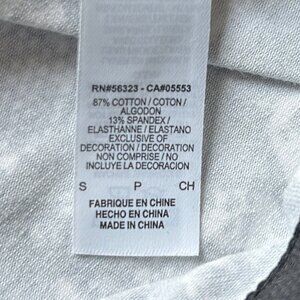 RN#56323 - CA#05553
87% COTTON / COTON /
ALGODON
13% SPANDEX /
ELASTHANNE / ELASTANO
EXCLUSIVE OF
DECORATION / DECORATION
NON COMPRISE / NO
INCLUYE LA DECORACION
S P CH
FABRIQUE EN CHINE
HECHO EN CHINA
MADE IN CHINA